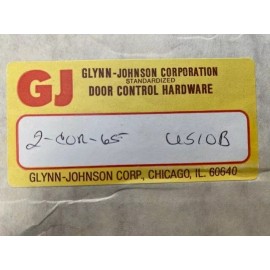 GJ
GLYNN-JOHNSON CORPORATION
STANDARDIZED
DOOR CONTROL HARDWARE
2-COR-65 US10B
GLYNN-JOHNSON CORP., CHICAGO, IL. 60640